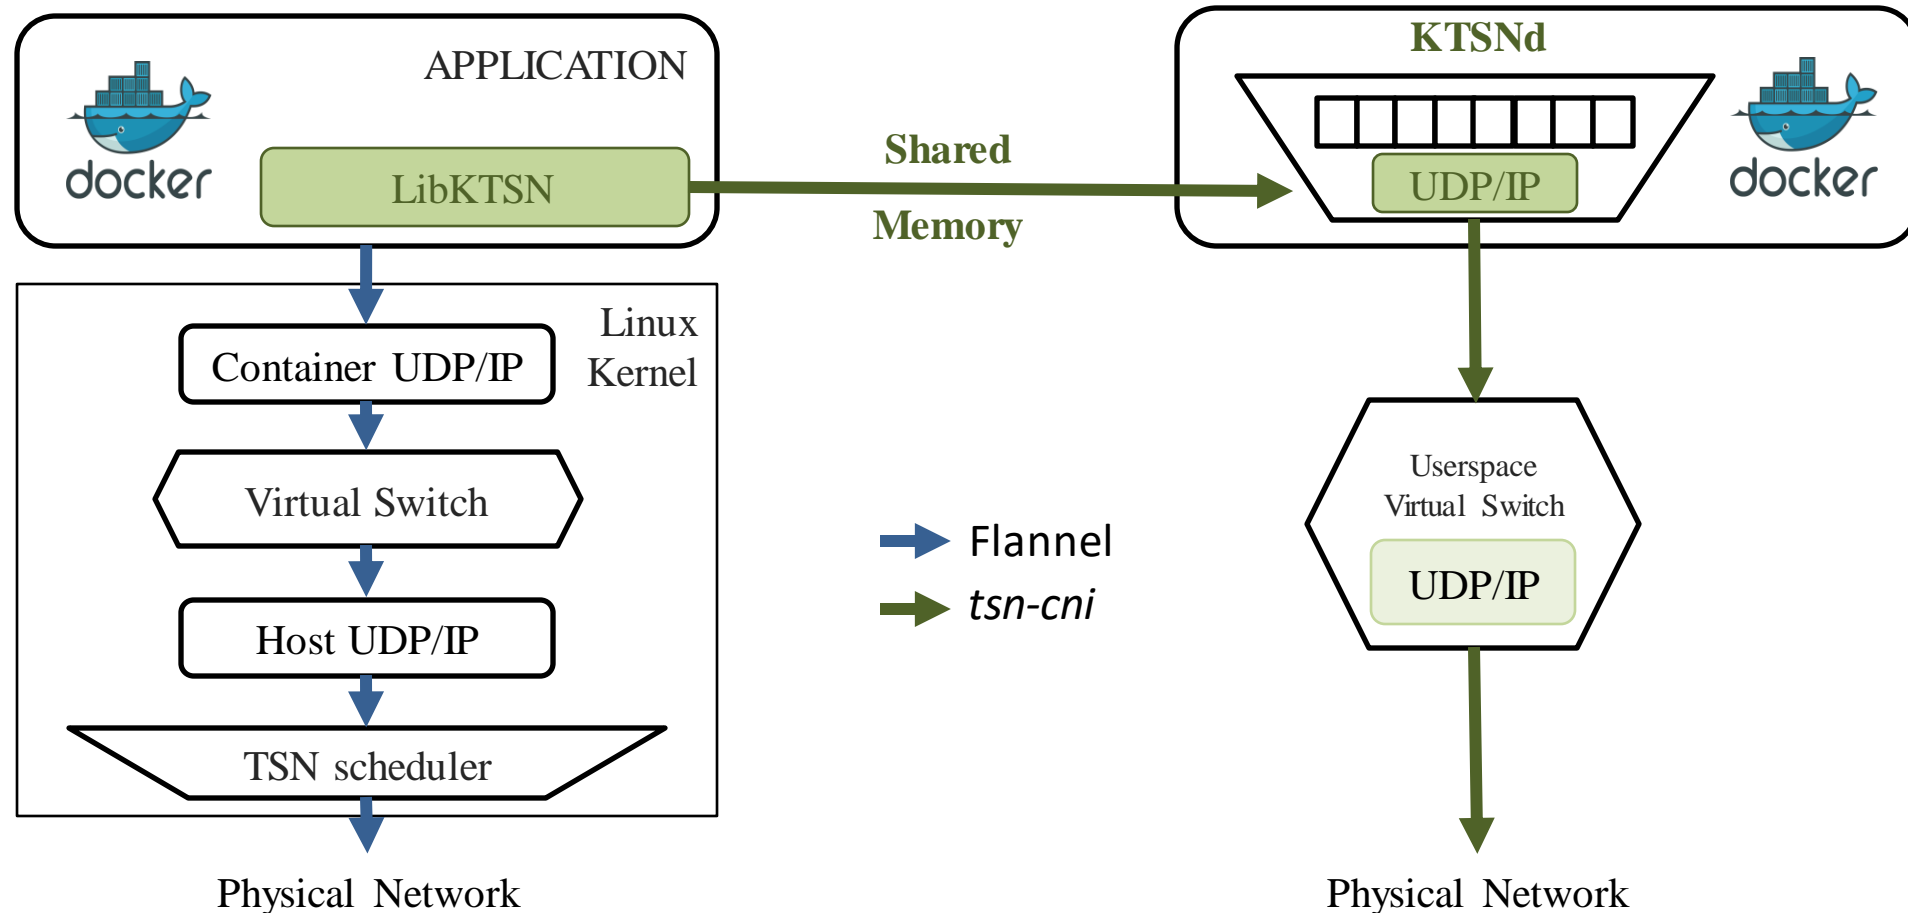 APPLICATION
docker
LibKTSN
Shared
Memory
KTSNd
UDP/IP
docker
Linux
Kernel
Container UDP/IP
Virtual Switch
Host UDP/IP
TSN scheduler
Physical Network
Flannel
tsn-cni
Userspace
Virtual Switch
UDP/IP
Physical Network